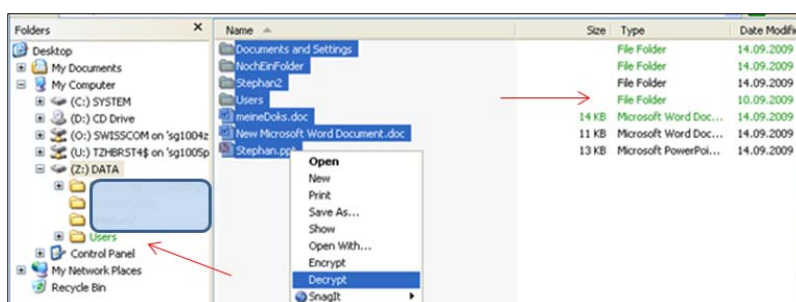 Folders × Name Size Type Date Modifie
Desktop
My Documents
My Computer
(C:) SYSTEM
(D:) CD Drive
(O:) SWISSCOM on 'sg1004z
(U:) TZHBRST4$ on 'sg1005p
(Z:) DATA
Users
Control Panel
My Network Places
Recycle Bin
Documents and Settings File Folder 14.09.2009
NochEinFolder File Folder 14.09.2009
Stephan2 File Folder 14.09.2009
Users File Folder 10.09.2009
meineDoks.doc 14 KB Microsoft Word Doc... 14.09.2009
New Microsoft Word Document.doc 11 KB Microsoft Word Doc... 14.09.2009
Stephan.ppt 13 KB Microsoft PowerPoi... 14.09.2009
Open
New
Print
Save As...
Show
Open With...
Encrypt
Decrypt
SnagIt